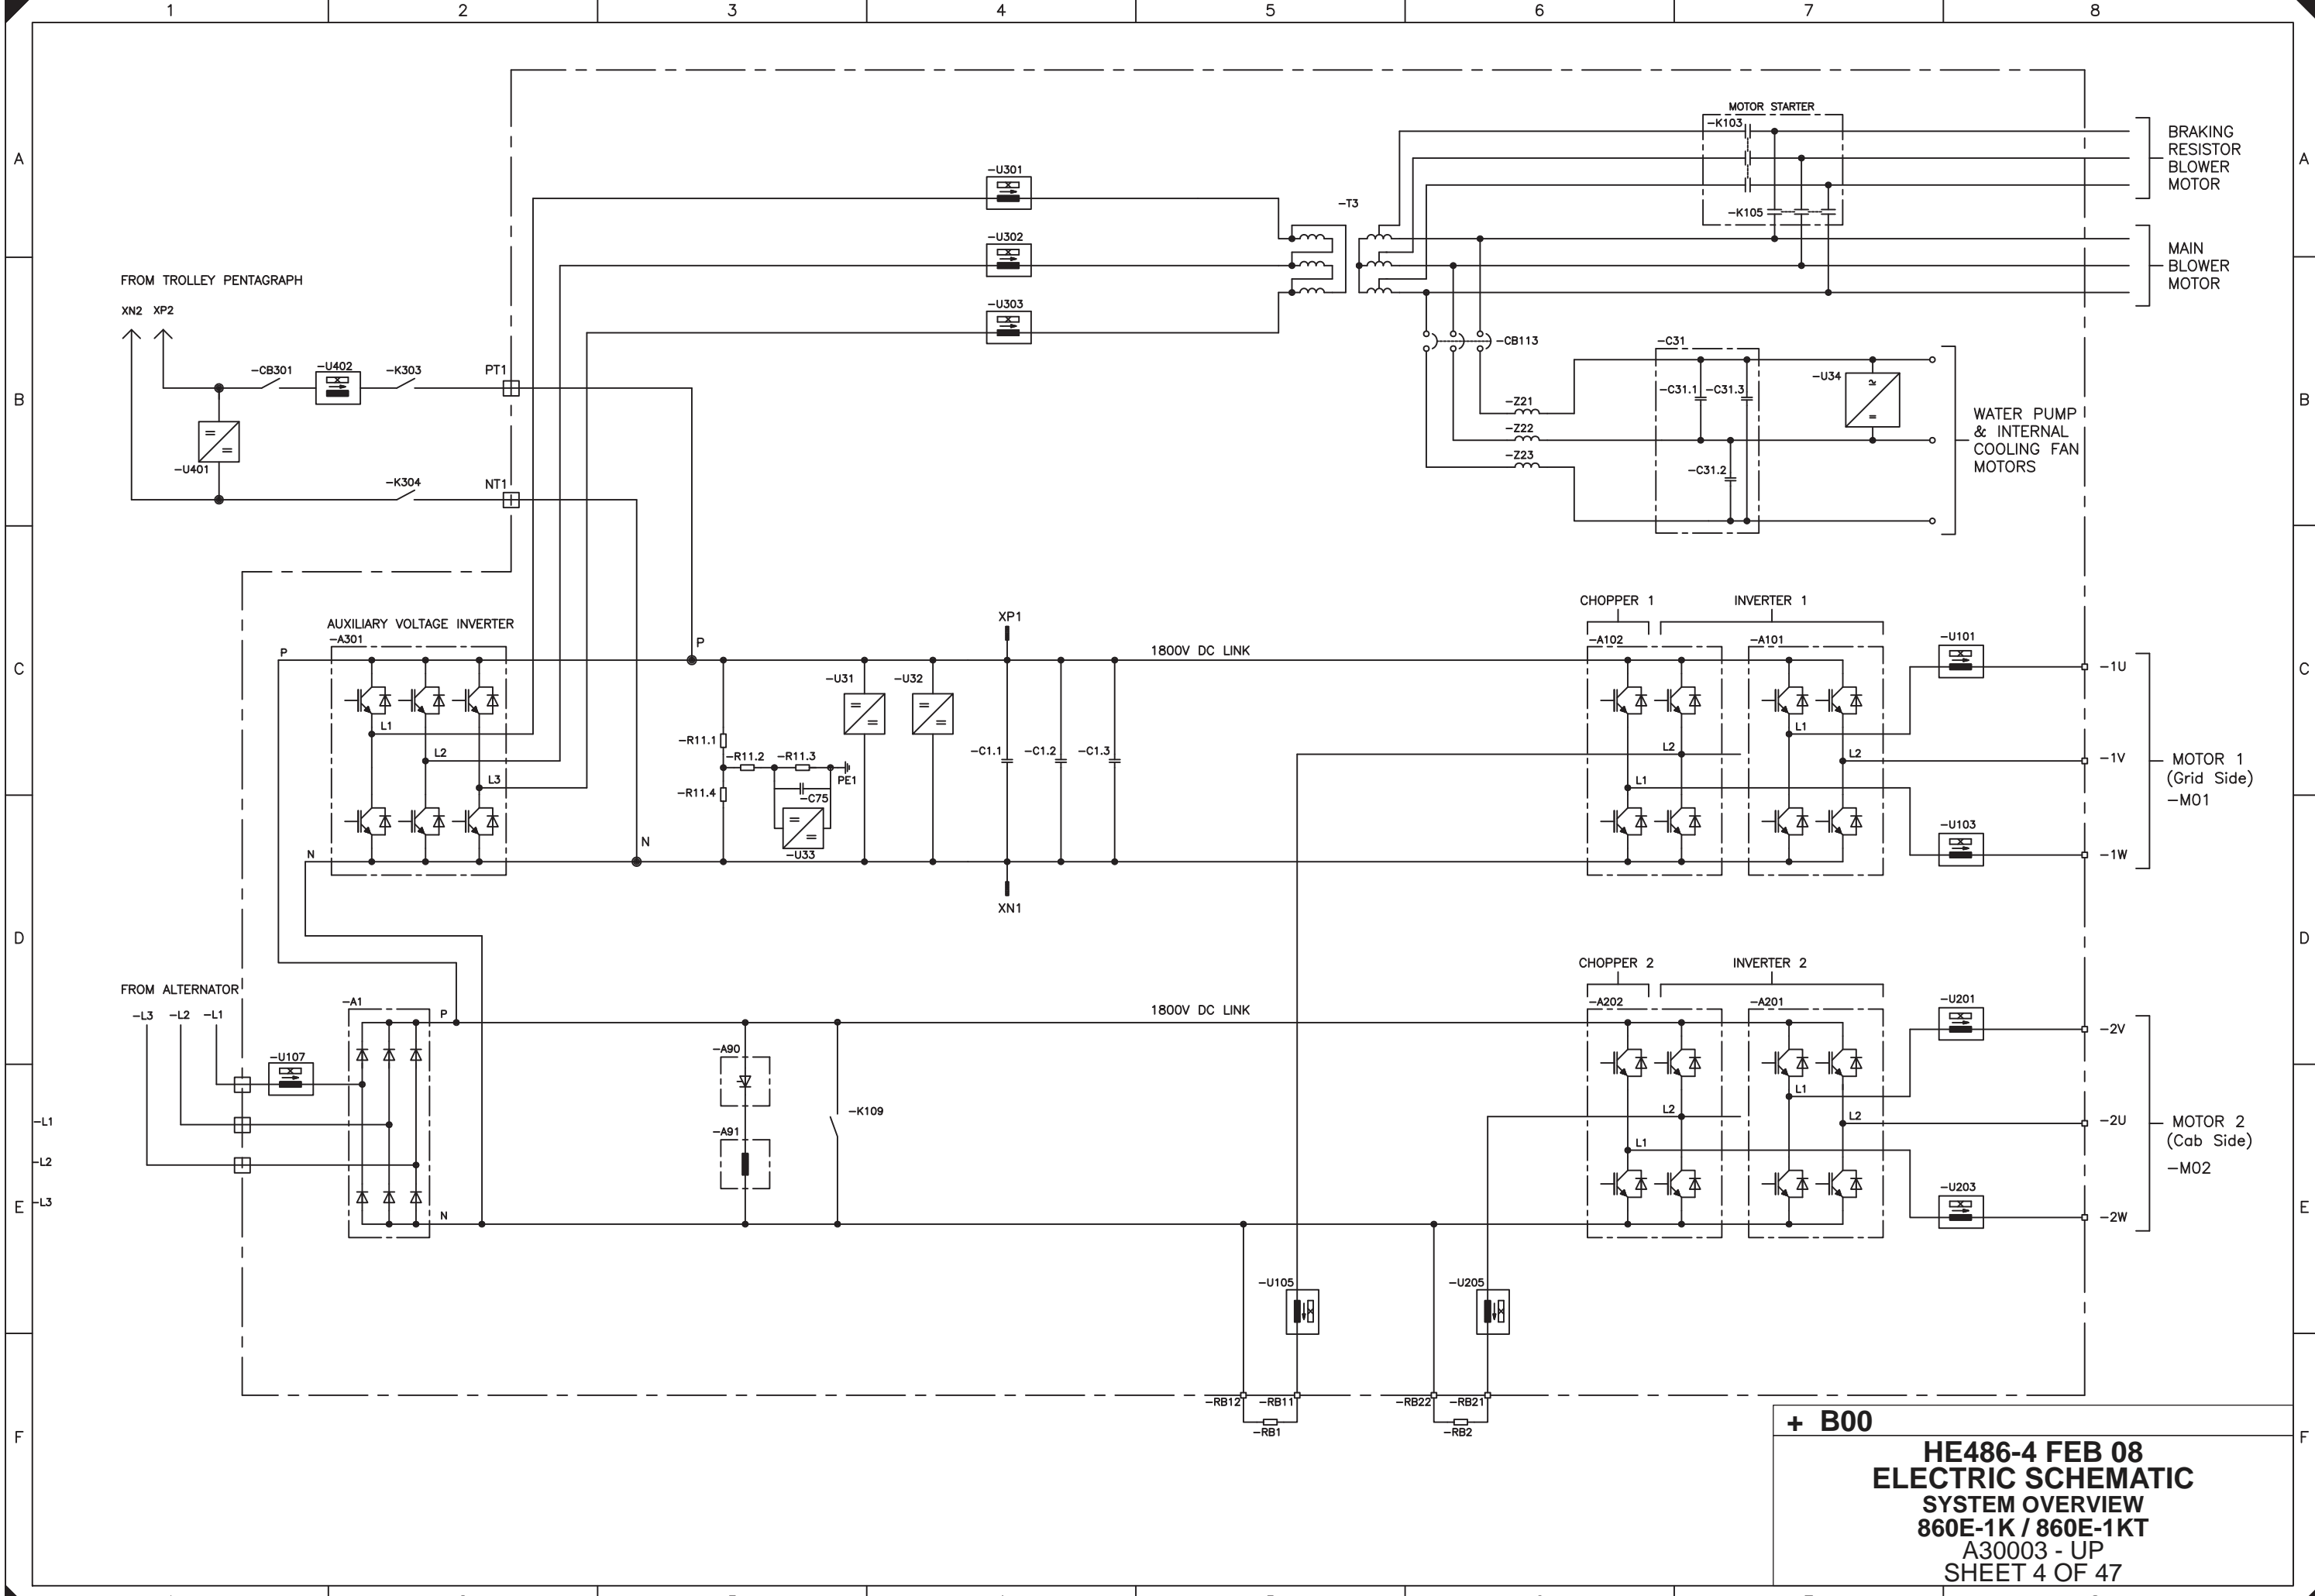 1 2 3 4 5 6 7 8
A A
B B
C C
D D
E E
F F
MOTOR STARTER
-K103
-K105
BRAKING
RESISTOR
BLOWER
MOTOR
MAIN
BLOWER
MOTOR
-U301
-U302
-U303
-T3
FROM TROLLEY PENTAGRAPH
XN2 XP2
-CB301
-U402
-K303
PT1
-U401
-K304
NT1
-CB113
-Z21
-Z22
-Z23
-C31
-C31.1
-C31.3
-C31.2
-U34
WATER PUMP
& INTERNAL
COOLING FAN
MOTORS
AUXILIARY VOLTAGE INVERTER
-A301
P
L1
L2
L3
N
P
N
-R11.1
-R11.2
-R11.3
-R11.4
PE1
-C75
-U33
-U31
-U32
XP1
-C1.1
-C1.2
-C1.3
XN1
1800V DC LINK
CHOPPER 1
INVERTER 1
-A102
-A101
L2
L1
L1
L2
-U101
-U103
-1U
-1V
-1W
MOTOR 1
(Grid Side)
-M01
FROM ALTERNATOR
-L3 -L2 -L1
-U107
-A1
P
N
-L1
-L2
-L3
-A90
-A91
-K109
1800V DC LINK
CHOPPER 2
INVERTER 2
-A202
-A201
L2
L1
L1
L2
-U201
-U203
-2V
-2U
-2W
MOTOR 2
(Cab Side)
-M02
-U105
-U205
-RB12 -RB11
-RB1
-RB22 -RB21
-RB2
+ B00
HE486-4 FEB 08
ELECTRIC SCHEMATIC
SYSTEM OVERVIEW
860E-1K / 860E-1KT
A30003 - UP
SHEET 4 OF 47